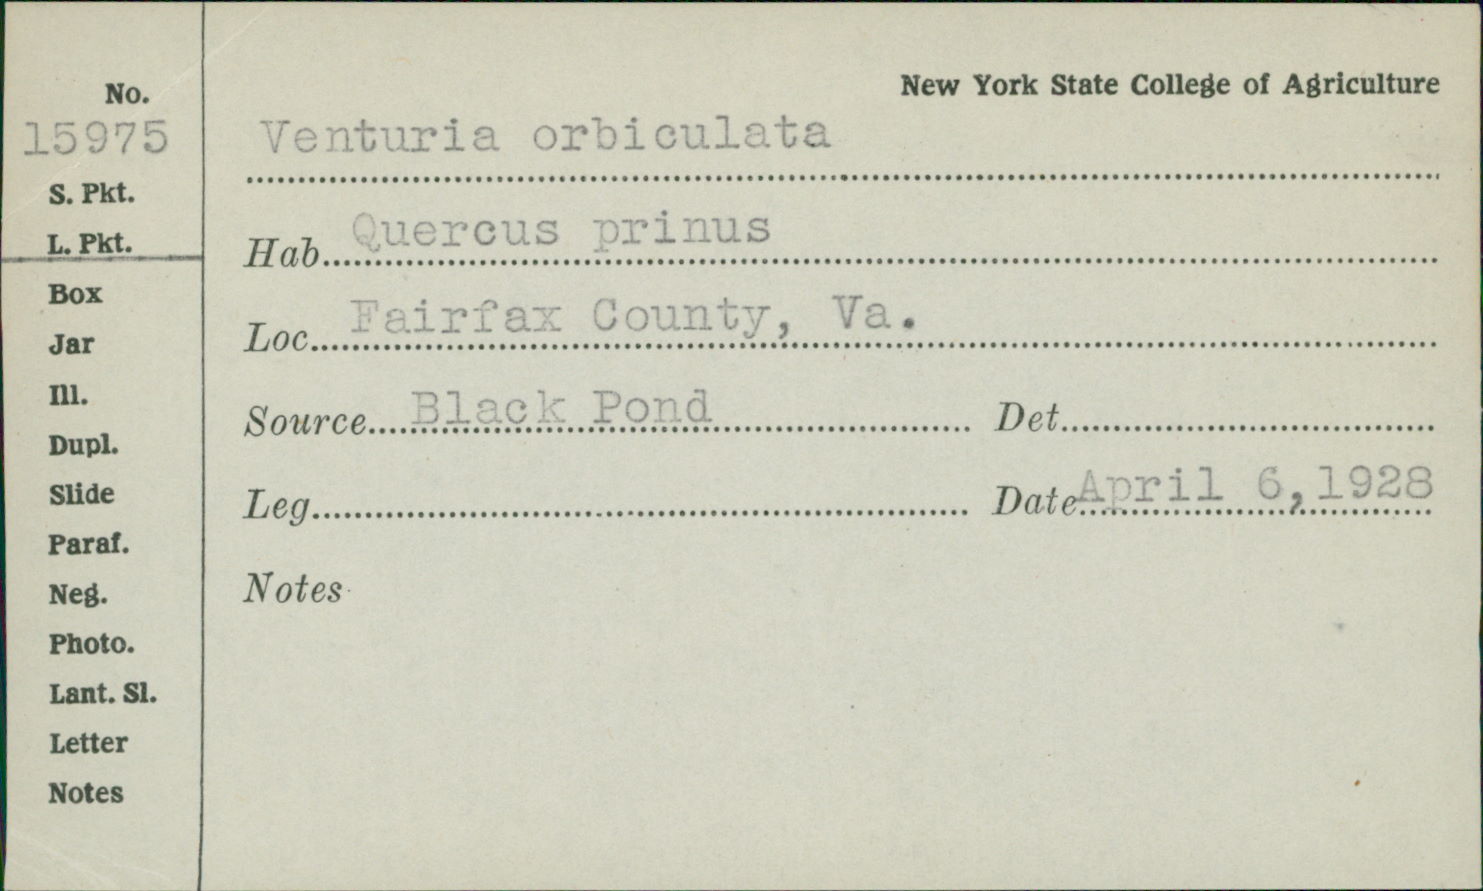 New York State College of Agriculture
No.
15975
Venturia orbiculata
S. Pkt.
L. Pkt.
Hab. Quercus prinus
Box
Loc. Fairfax County, Va.
Jar
Ill.
Source Black Pond Det.
Dupl.
Slide
Leg. Date April 6,1928
Paraf.
Neg.
Notes
Photo.
Lant. Sl.
Letter
Notes